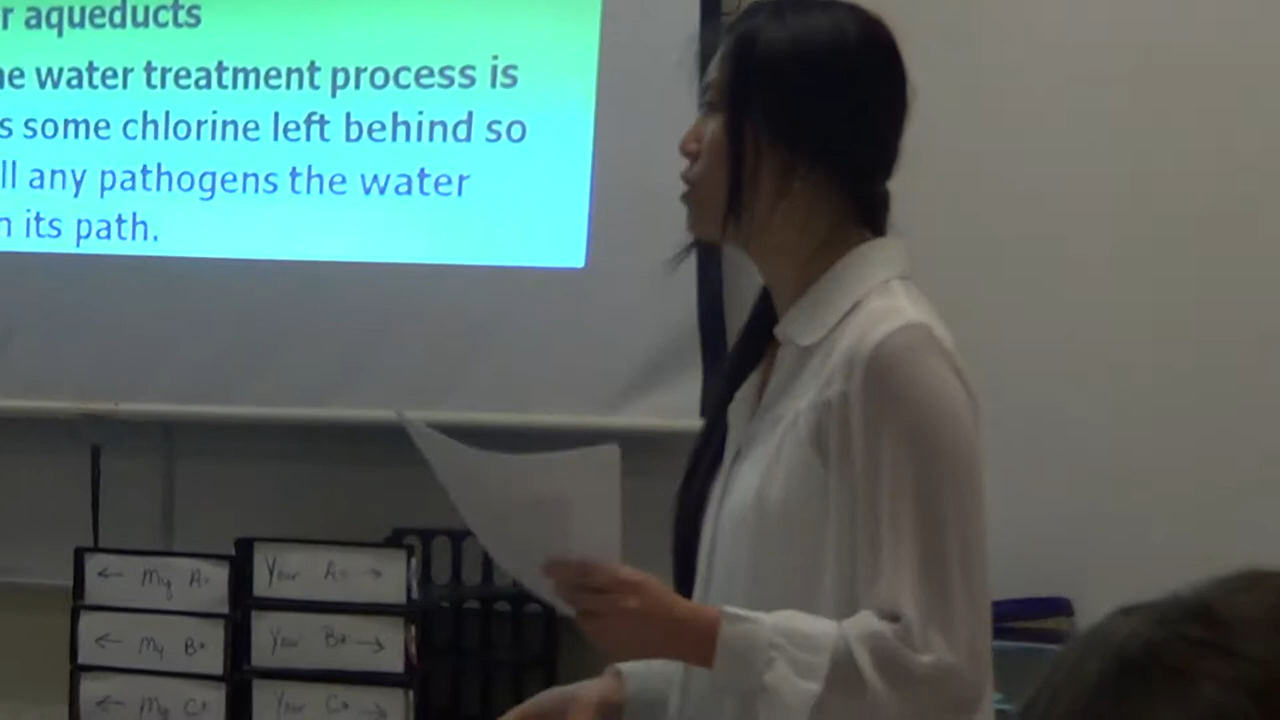 r aqueducts
he water treatment process is
s some chlorine left behind so
ll any pathogens the water
n its path.
← My A
Your A →
← My B
Your B →
← My C
Your C →